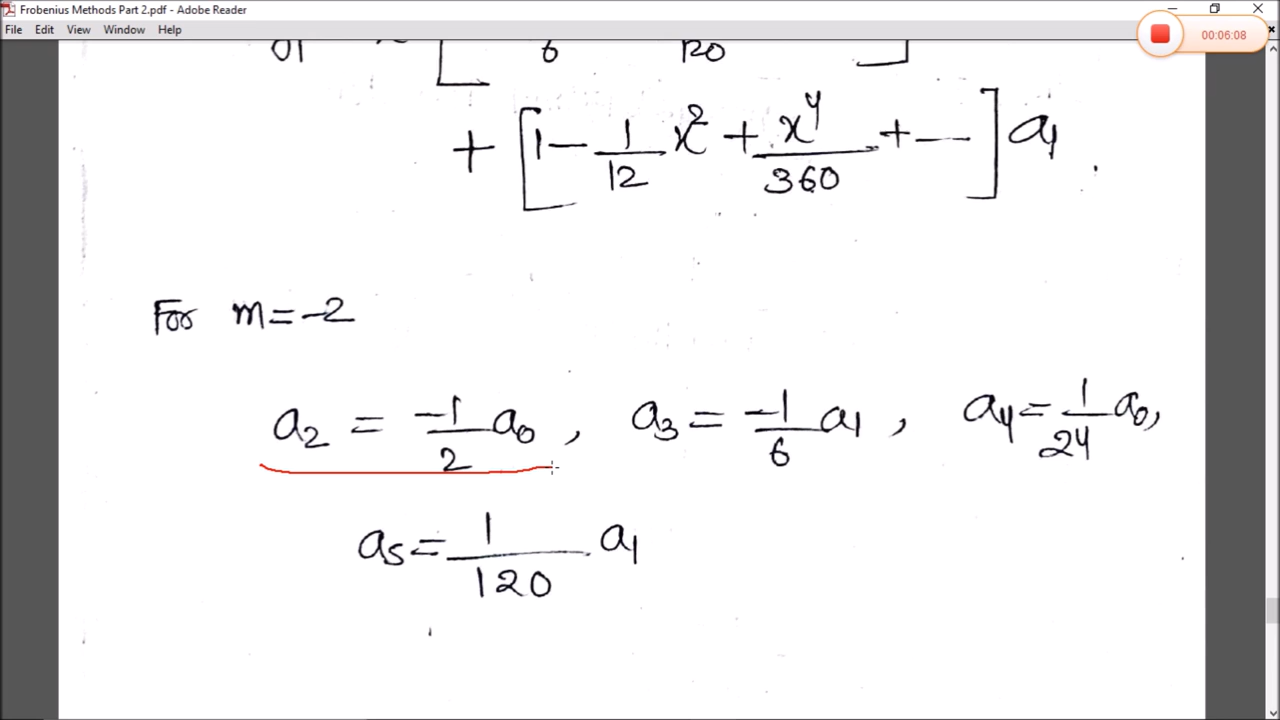 Frobenius Methods Part 2.pdf - Adobe Reader
File Edit View Window Help
00:06:08
6 120
+ [1 - 1/12 x² + x⁴/360 + — ] a₁
For m = -2
a₂ = -1/2 a₀ , a₃ = -1/6 a₁ , a₄ = 1/24 a₀,
a₅ = 1/120 a₁